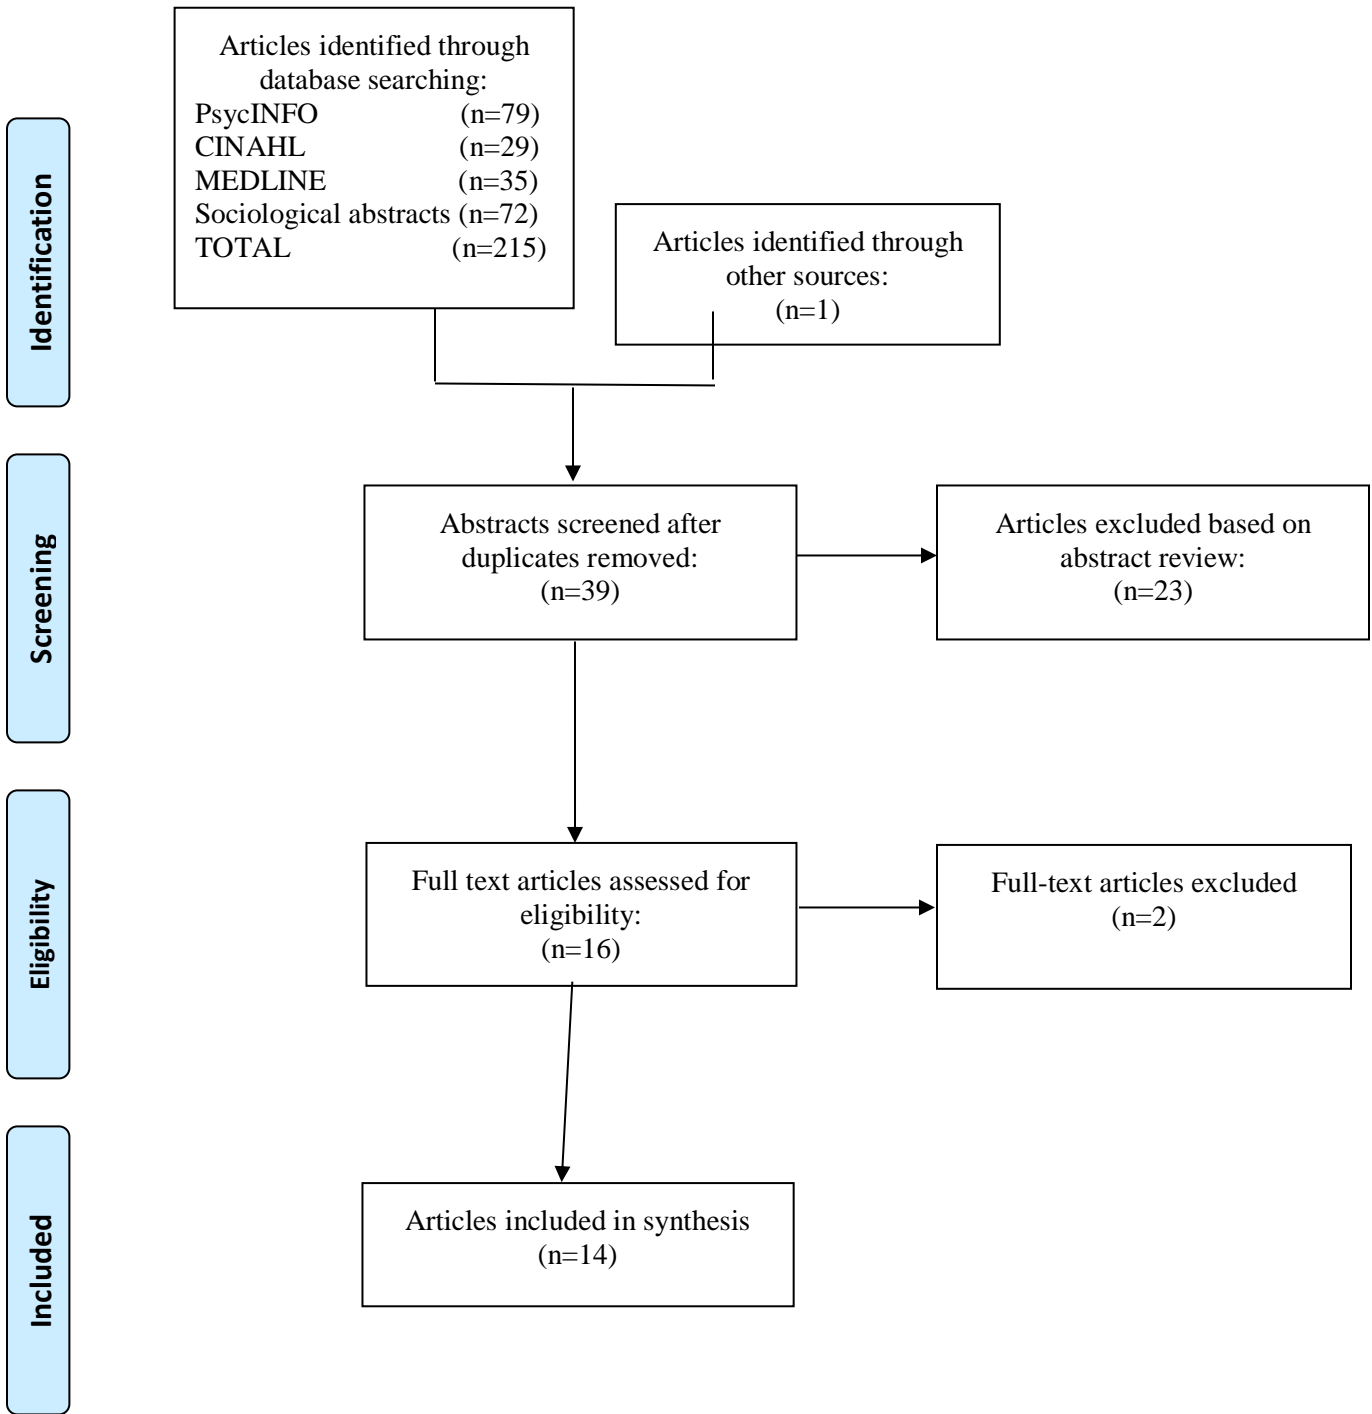 Articles identified through
database searching:
PsycINFO (n=79)
CINAHL (n=29)
MEDLINE (n=35)
Sociological abstracts (n=72)
TOTAL (n=215)
Articles identified through
other sources:
(n=1)
Identification
Abstracts screened after
duplicates removed:
(n=39)
Articles excluded based on
abstract review:
(n=23)
Screening
Full text articles assessed for
eligibility:
(n=16)
Full-text articles excluded
(n=2)
Eligibility
Articles included in synthesis
(n=14)
Included